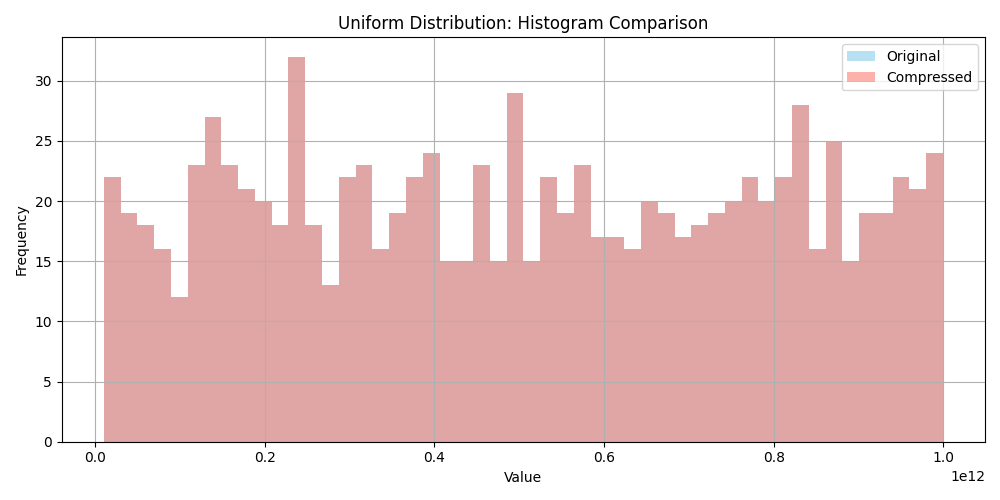 Uniform Distribution: Histogram Comparison
Original
Compressed
Frequency
30
25
20
15
10
5
0
0.0 0.2 0.4 0.6 0.8 1.0
1e12
Value